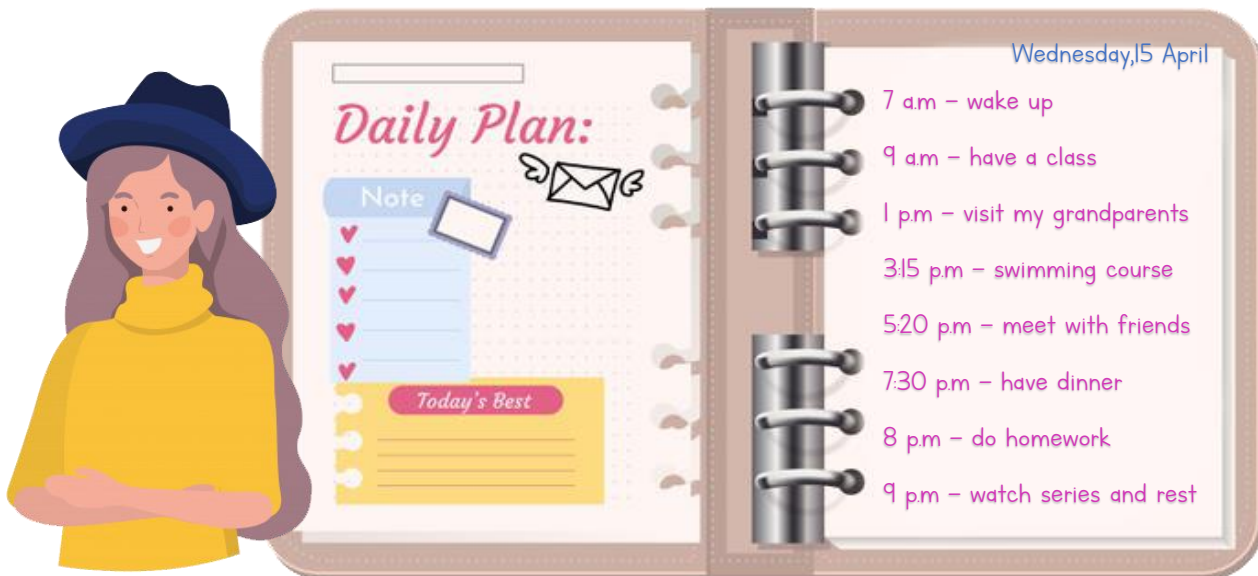 Daily Plan:
Note
Today's Best
Wednesday,15 April
7 a.m - wake up
9 a.m - have a class
1 p.m - visit my grandparents
3:15 p.m - swimming course
5:20 p.m - meet with friends
7:30 p.m - have dinner
8 p.m - do homework
9 p.m - watch series and rest